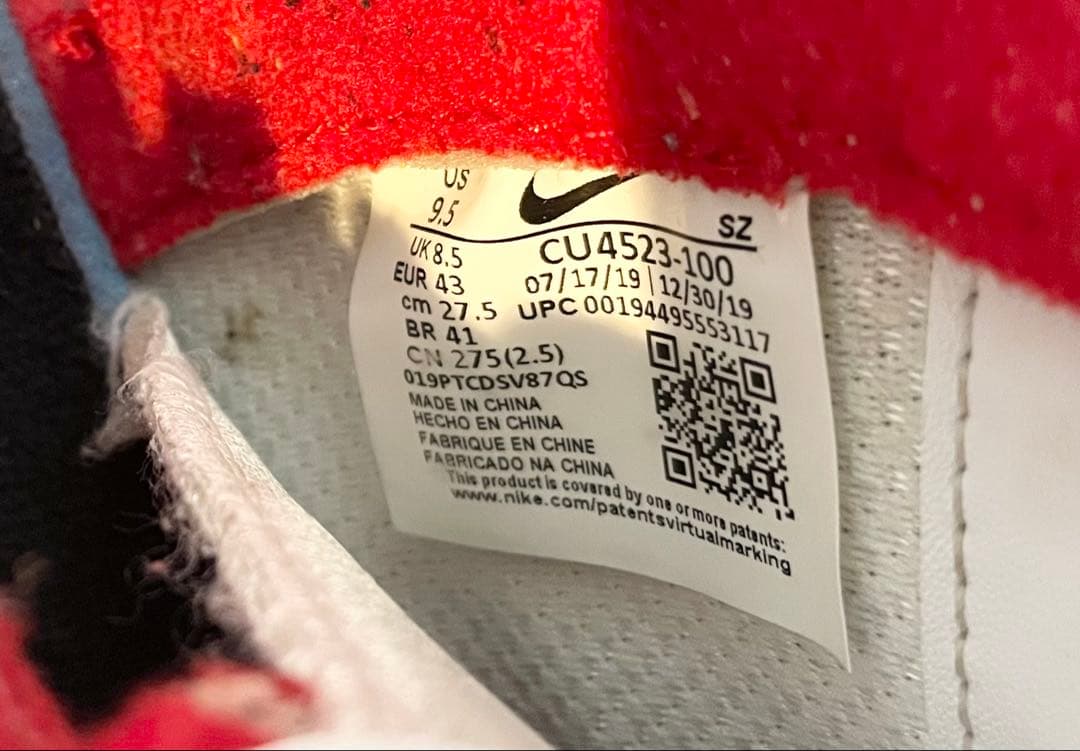 US
9.5
SZ
UK 8.5
CU4523-100
EUR 43
07/17/19 | 12/30/19
cm 27.5
UPC 00194495553117
BR 41
CN 275(2.5)
019PTCDSV87QS
MADE IN CHINA
HECHO EN CHINA
FABRIQUE EN CHINE
FABRICADO NA CHINA
This product is covered by one or more patents:
www.nike.com/patentsvirtualmarking